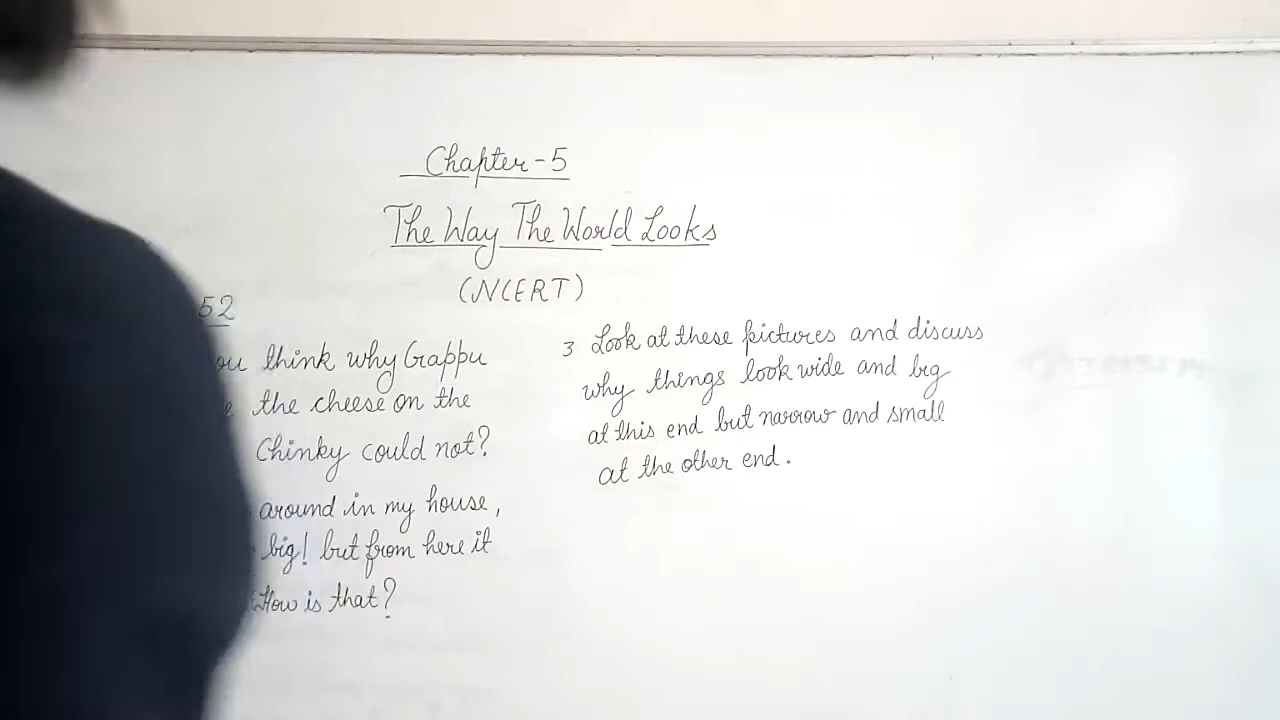 Chapter-5
The Way The World Looks
(NCERT)
52
think why Gappu
the cheese on the
Chinky could not?
around in my house,
big! but from here it
How is that?
3 Look at these pictures and discuss
why things look wide and big
at this end but narrow and small
at the other end.